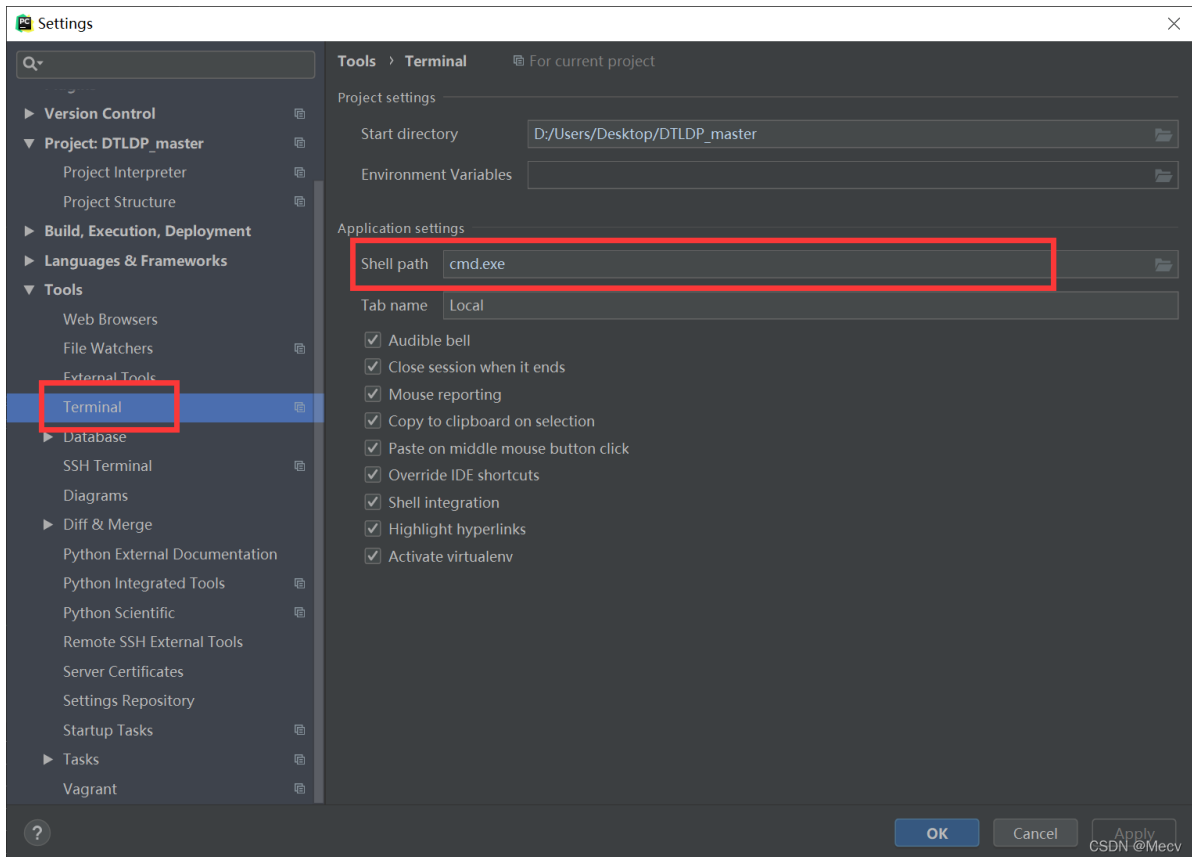 PC Settings
Tools › Terminal For current project
Version Control
Project: DTLDP_master
Project Interpreter
Project Structure
Build, Execution, Deployment
Languages & Frameworks
Tools
Web Browsers
File Watchers
External Tools
Terminal
Database
SSH Terminal
Diagrams
Diff & Merge
Python External Documentation
Python Integrated Tools
Python Scientific
Remote SSH External Tools
Server Certificates
Settings Repository
Startup Tasks
Tasks
Vagrant
Project settings
Start directory D:/Users/Desktop/DTLDP_master
Environment Variables
Application settings
Shell path cmd.exe
Tab name Local
Audible bell
Close session when it ends
Mouse reporting
Copy to clipboard on selection
Paste on middle mouse button click
Override IDE shortcuts
Shell integration
Highlight hyperlinks
Activate virtualenv
? OK Cancel Apply
CSDN @Mecv